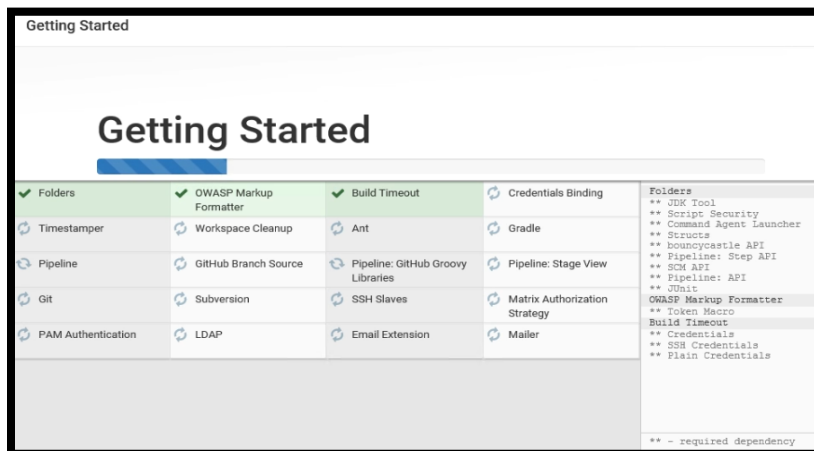 Getting Started
Getting Started
Folders
OWASP Markup
Formatter
Build Timeout
Credentials Binding
Timestamper
Workspace Cleanup
Ant
Gradle
Pipeline
GitHub Branch Source
Pipeline: GitHub Groovy
Libraries
Pipeline: Stage View
Git
Subversion
SSH Slaves
Matrix Authorization
Strategy
PAM Authentication
LDAP
Email Extension
Mailer
Folders
** JDK Tool
** Script Security
** Command Agent Launcher
** Structs
** bouncycastle API
** Pipeline: Step API
** SCM API
** Pipeline: API
** JUnit
OWASP Markup Formatter
** Token Macro
Build Timeout
** Credentials
** SSH Credentials
** Plain Credentials
** - required dependency